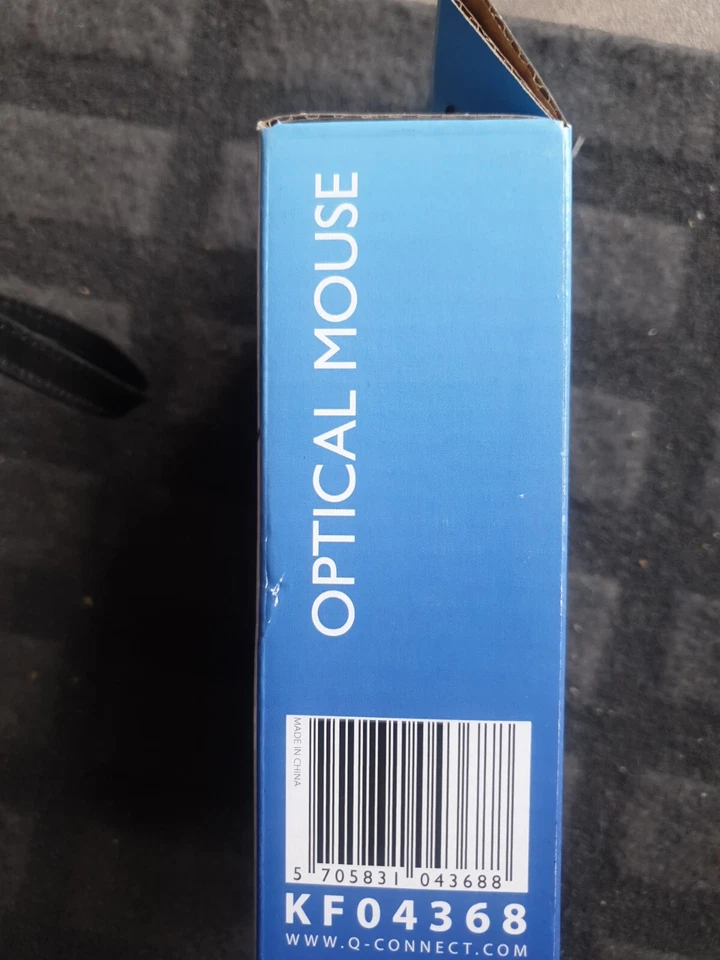 OPTICAL MOUSE
MADE IN CHINA
5 705831 043688
KF04368
WWW.Q-CONNECT.COM